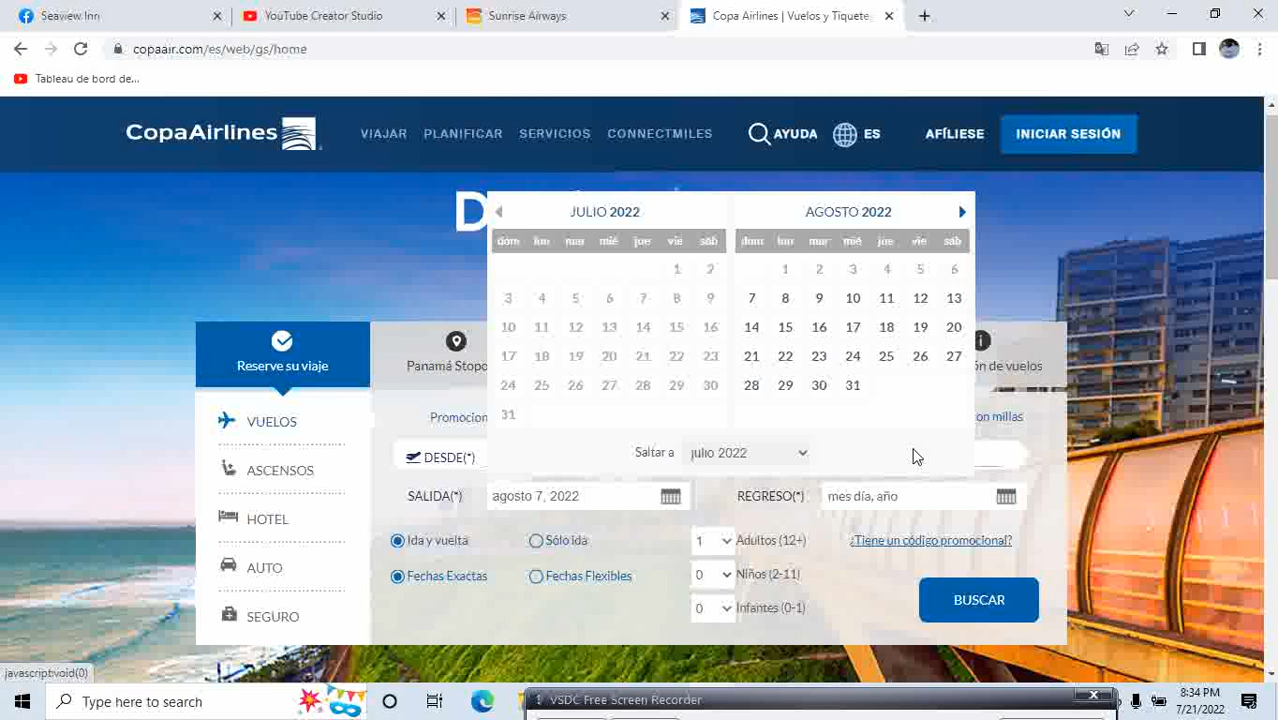 Seaview.Inn
YouTube Creator Studio
Sunrise Airways
Copa Airlines | Vuelos y Tiquete
copaair.com/es/web/gs/home
Tableau de bord de...
CopaAirlines
VIAJAR PLANIFICAR SERVICIOS CONNECTMILES AYUDA ES AFÍLIESE INICIAR SESIÓN
D
JULIO 2022 AGOSTO 2022
dom lun mar mié jue vie sáb dom lun mar mié jue vie sáb
1 2 1 2 3 4 5 6
3 4 5 6 7 8 9 7 8 9 10 11 12 13
10 11 12 13 14 15 16 14 15 16 17 18 19 20
17 18 19 20 21 22 23 21 22 23 24 25 26 27
24 25 26 27 28 29 30 28 29 30 31
31
Saltar a julio 2022
Reserve su viaje
Panamá Stopo
ón de vuelos
VUELOS
ASCENSOS
HOTEL
AUTO
SEGURO
Promocion
on millas
DESDE(*)
SALIDA(*) agosto 7, 2022 REGRESO(*) mes día, año
Ida y vuelta Sólo ida 1 Adultos (12+) ¿Tiene un código promocional?
Fechas Exactas Fechas Flexibles 0 Niños (2-11)
0 Infantes (0-1)
BUSCAR
javascript:void(0)
Type here to search
VSDC Free Screen Recorder
8:34 PM
7/21/2022